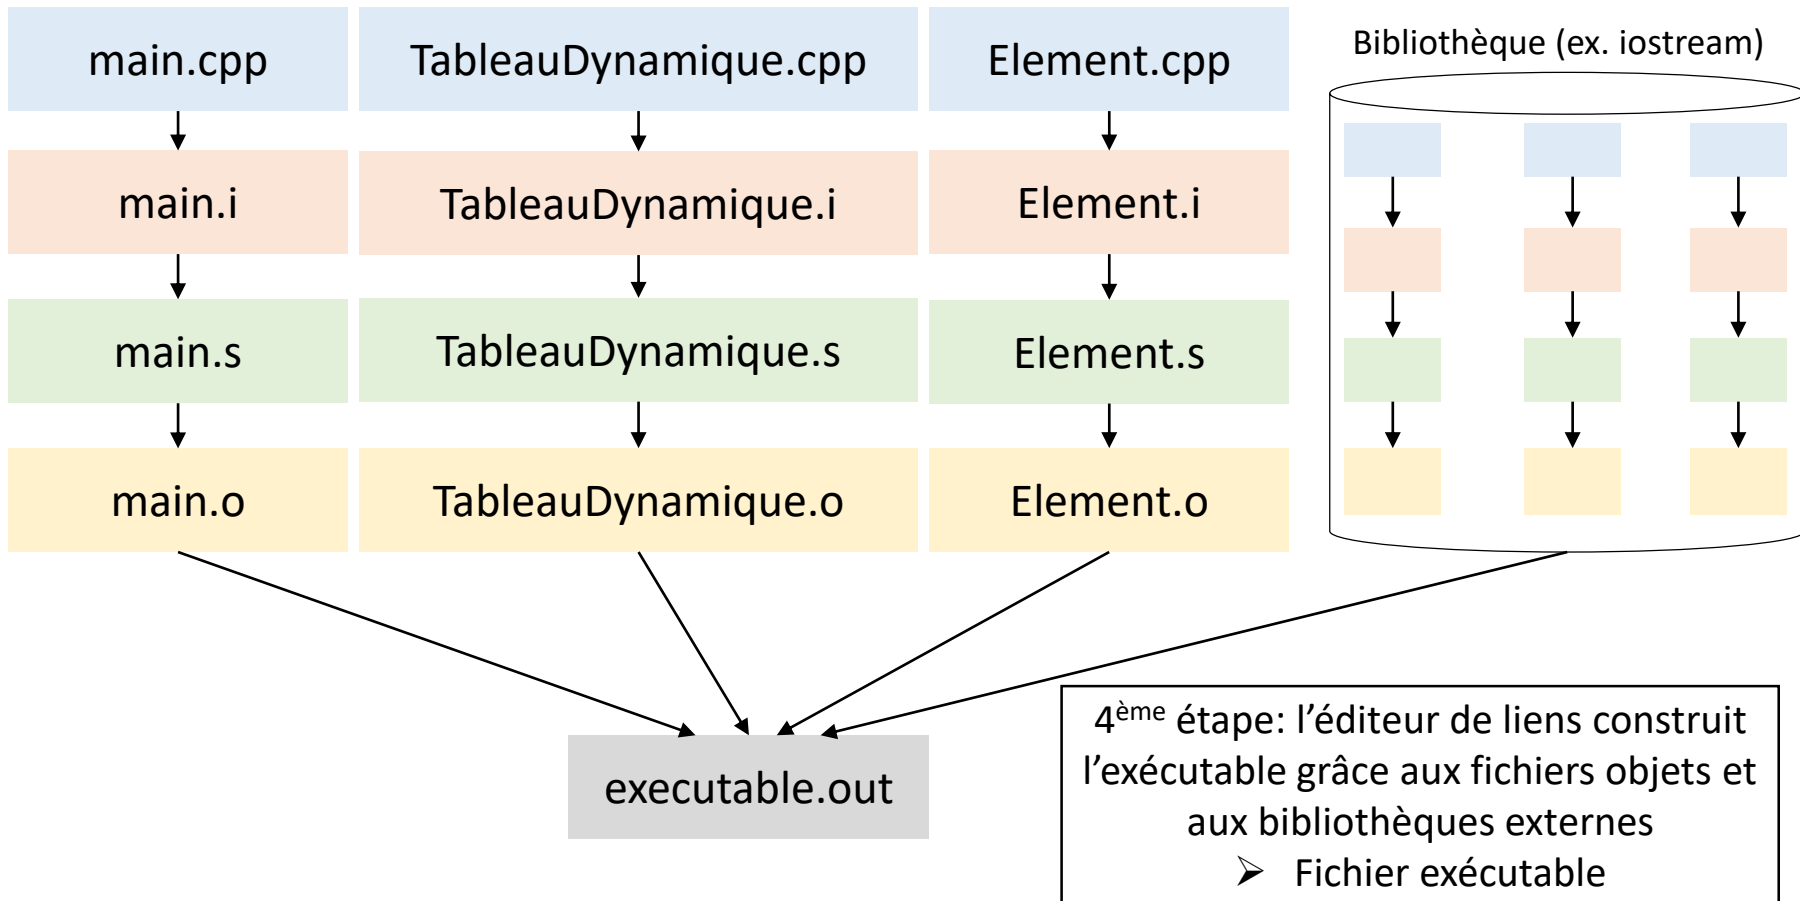 main.cpp
TableauDynamique.cpp
Element.cpp
Bibliothèque (ex. iostream)
main.i
TableauDynamique.i
Element.i
main.s
TableauDynamique.s
Element.s
main.o
TableauDynamique.o
Element.o
executable.out
4ème étape: l’éditeur de liens construit
l’exécutable grâce aux fichiers objets et
aux bibliothèques externes
➢ Fichier exécutable